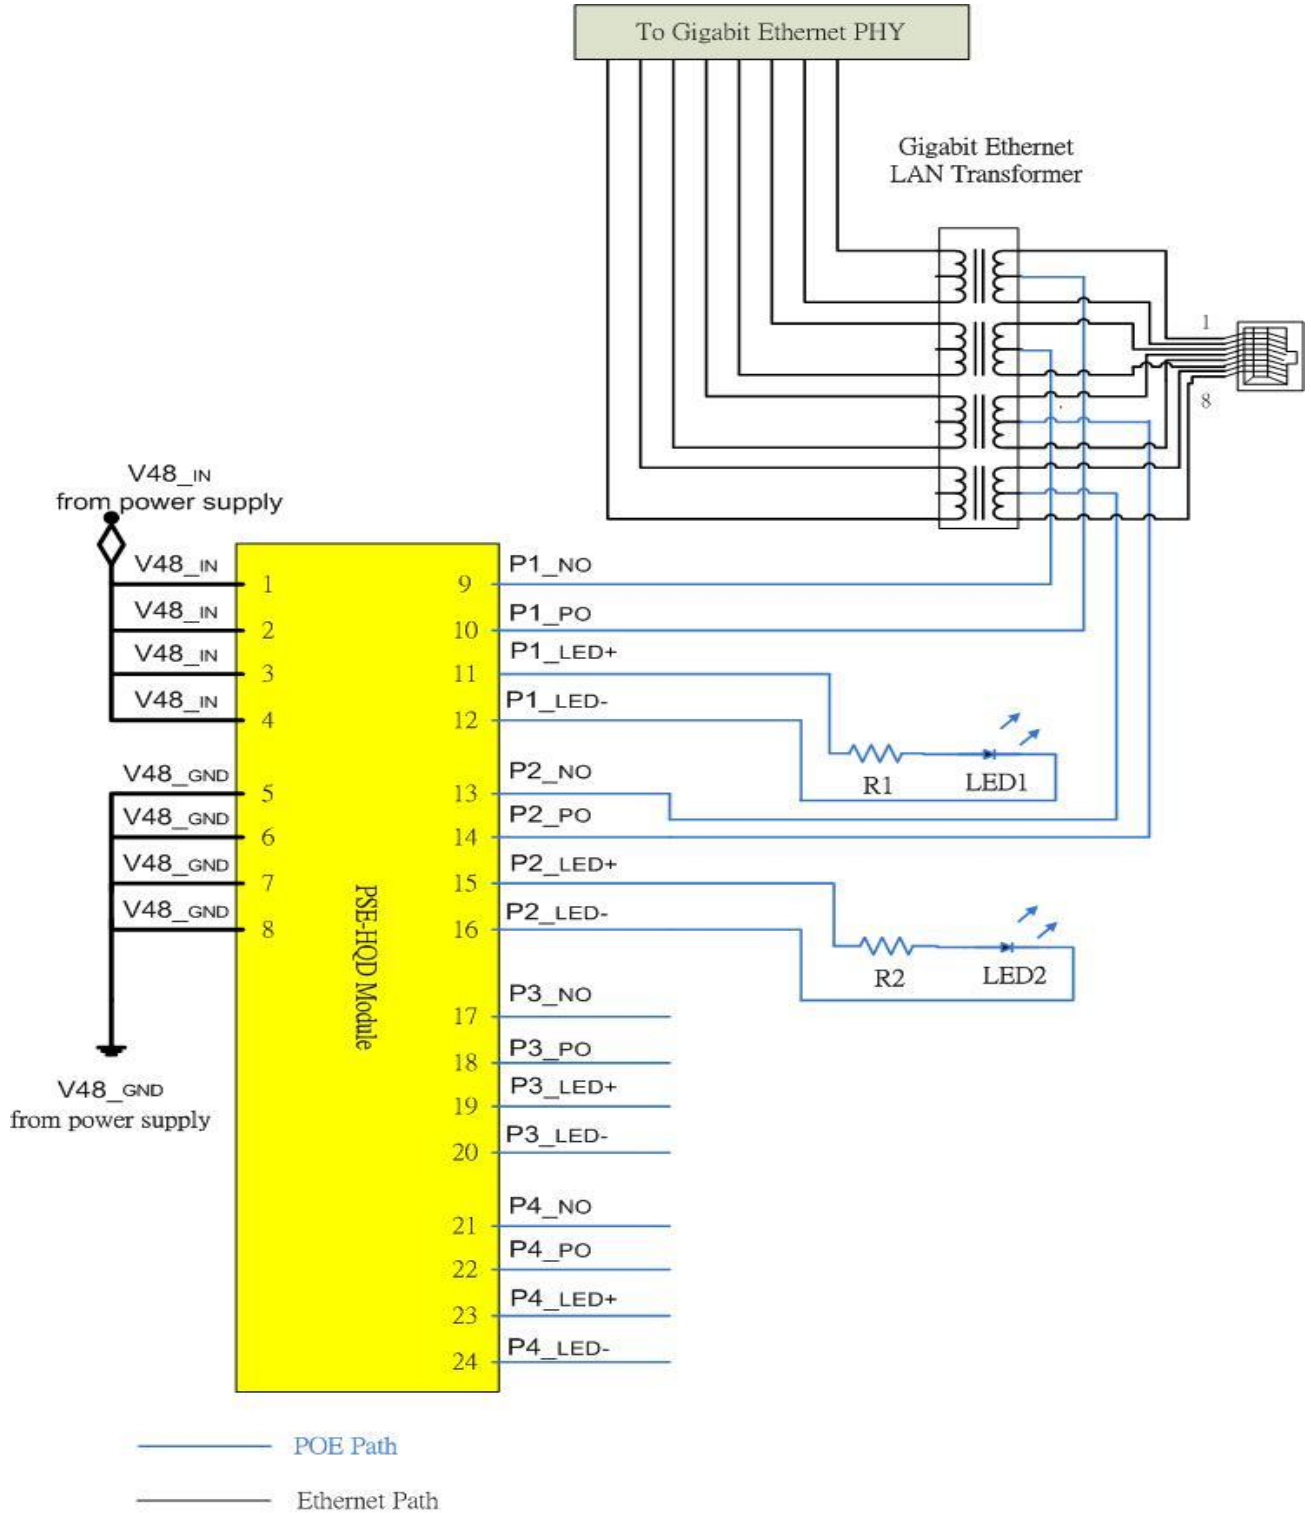 To Gigabit Ethernet PHY
Gigabit Ethernet
LAN Transformer
1
8
V48_IN
from power supply
V48_IN
1
V48_IN
2
V48_IN
3
V48_IN
4
V48_GND
5
V48_GND
6
V48_GND
7
V48_GND
8
V48_GND
from power supply
PSE-HQD Module
9
P1_NO
10
P1_PO
11
P1_LED+
12
P1_LED-
R1
LED1
13
P2_NO
14
P2_PO
15
P2_LED+
16
P2_LED-
R2
LED2
17
P3_NO
18
P3_PO
19
P3_LED+
20
P3_LED-
21
P4_NO
22
P4_PO
23
P4_LED+
24
P4_LED-
POE Path
Ethernet Path